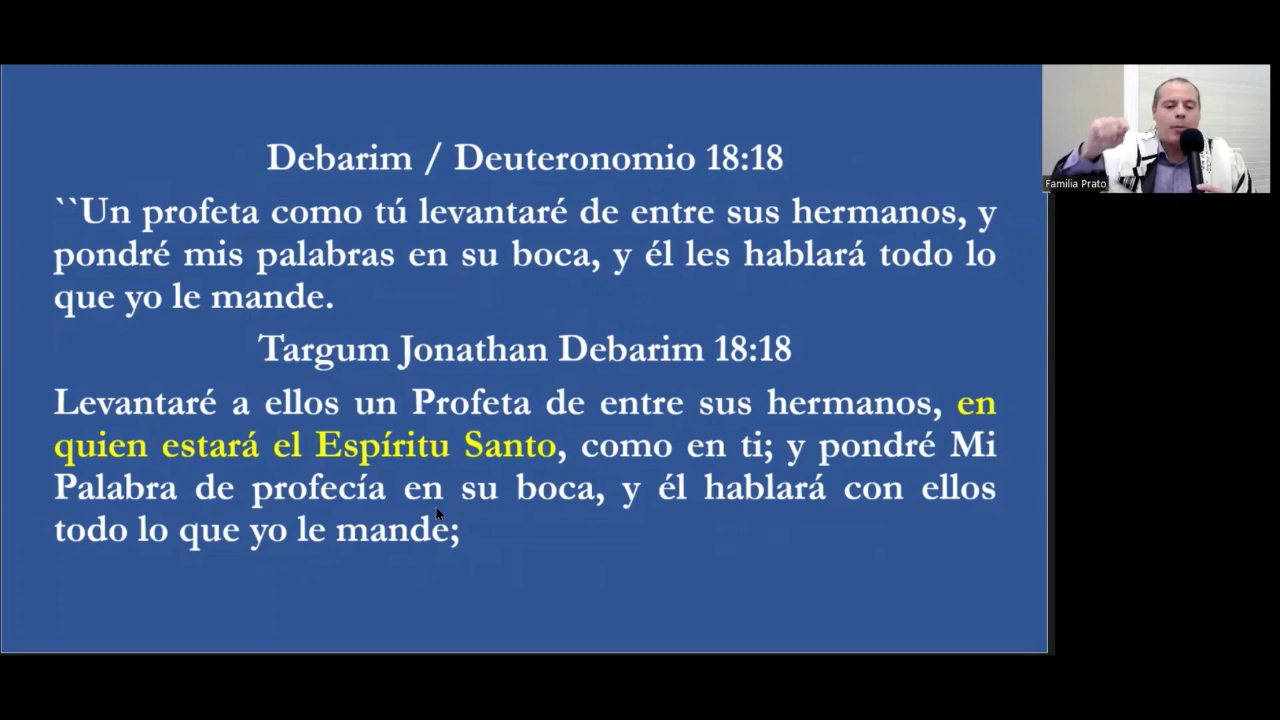 Debarim / Deuteronomio 18:18
``Un profeta como tú levantaré de entre sus hermanos, y
pondré mis palabras en su boca, y él les hablará todo lo
que yo le mande.
Targum Jonathan Debarim 18:18
Levantaré a ellos un Profeta de entre sus hermanos, en
quien estará el Espíritu Santo, como en ti; y pondré Mi
Palabra de profecía en su boca, y él hablará con ellos
todo lo que yo le mande;
Familia Prato